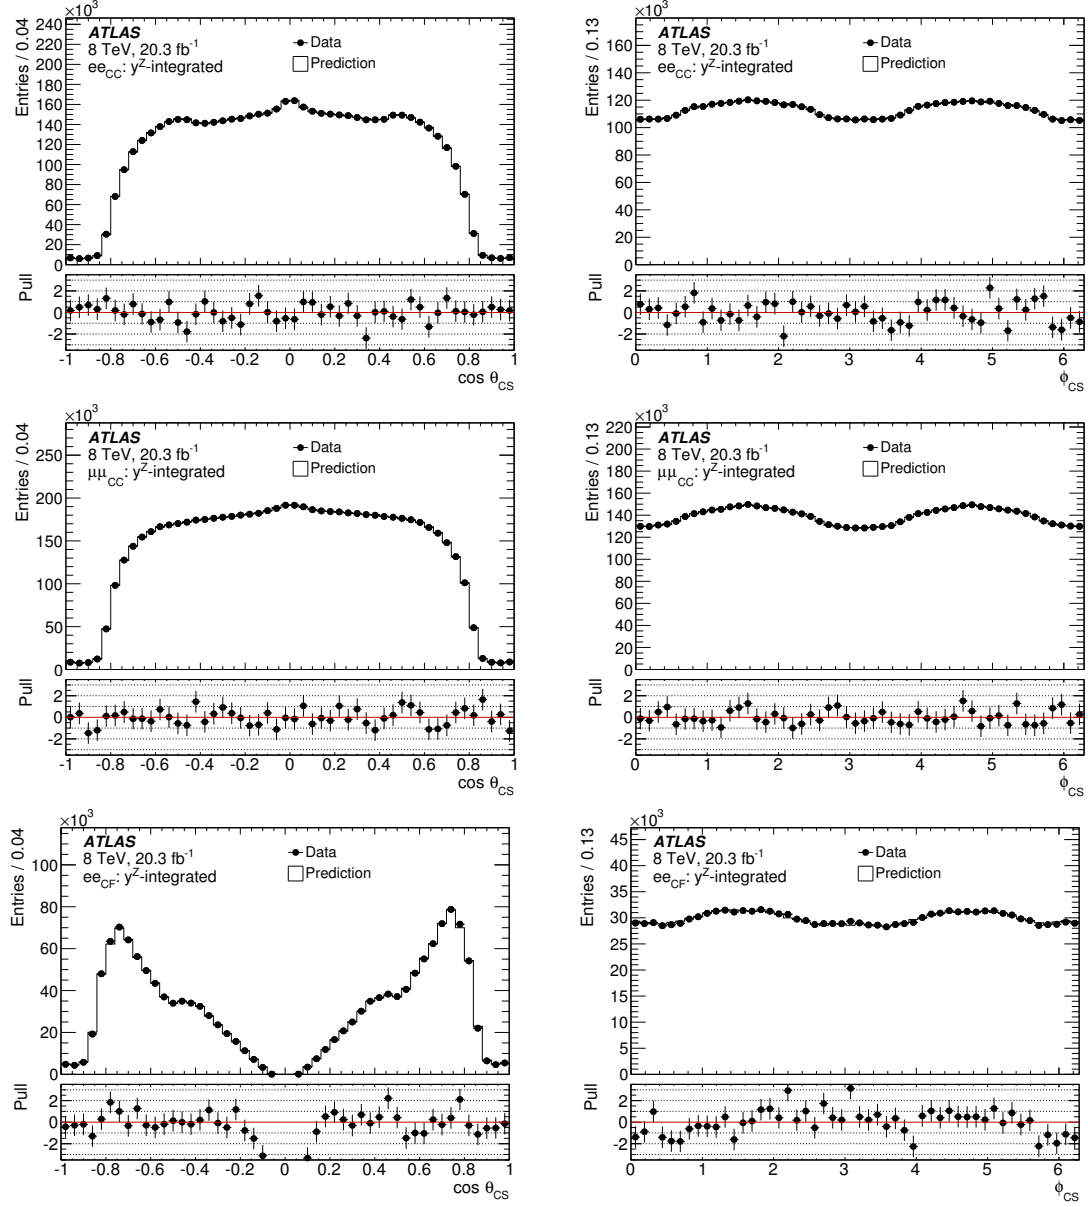 ×10³
Entries / 0.04
240
220
200
180
160
140
120
100
80
60
40
20
0
ATLAS
8 TeV, 20.3 fb⁻¹
ee_CC: y^Z-integrated
Data
Prediction
Pull
2
0
-2
-1 -0.8 -0.6 -0.4 -0.2 0 0.2 0.4 0.6 0.8 1
cos θ_CS
×10³
Entries / 0.13
160
140
120
100
80
60
40
20
0
ATLAS
8 TeV, 20.3 fb⁻¹
ee_CC: y^Z-integrated
Data
Prediction
Pull
2
0
-2
0 1 2 3 4 5 6
ϕ_CS
×10³
Entries / 0.04
250
200
150
100
50
0
ATLAS
8 TeV, 20.3 fb⁻¹
μμ_CC: y^Z-integrated
Data
Prediction
Pull
2
0
-2
-1 -0.8 -0.6 -0.4 -0.2 0 0.2 0.4 0.6 0.8 1
cos θ_CS
×10³
Entries / 0.13
220
200
180
160
140
120
100
80
60
40
20
0
ATLAS
8 TeV, 20.3 fb⁻¹
μμ_CC: y^Z-integrated
Data
Prediction
Pull
2
0
-2
0 1 2 3 4 5 6
ϕ_CS
×10³
Entries / 0.04
100
80
60
40
20
0
ATLAS
8 TeV, 20.3 fb⁻¹
ee_CF: y^Z-integrated
Data
Prediction
Pull
2
0
-2
-1 -0.8 -0.6 -0.4 -0.2 0 0.2 0.4 0.6 0.8 1
cos θ_CS
×10³
Entries / 0.13
45
40
35
30
25
20
15
10
5
0
ATLAS
8 TeV, 20.3 fb⁻¹
ee_CF: y^Z-integrated
Data
Prediction
Pull
2
0
-2
0 1 2 3 4 5 6
ϕ_CS